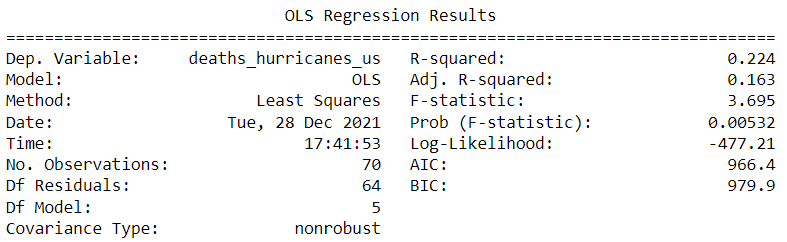 OLS Regression Results
==============================================================================
Dep. Variable:     deaths_hurricanes_us   R-squared:                       0.224
Model:                              OLS   Adj. R-squared:                  0.163
Method:                   Least Squares   F-statistic:                     3.695
Date:                  Tue, 28 Dec 2021   Prob (F-statistic):            0.00532
Time:                          17:41:53   Log-Likelihood:                -477.21
No. Observations:                    70   AIC:                             966.4
Df Residuals:                        64   BIC:                             979.9
Df Model:                             5
Covariance Type:              nonrobust